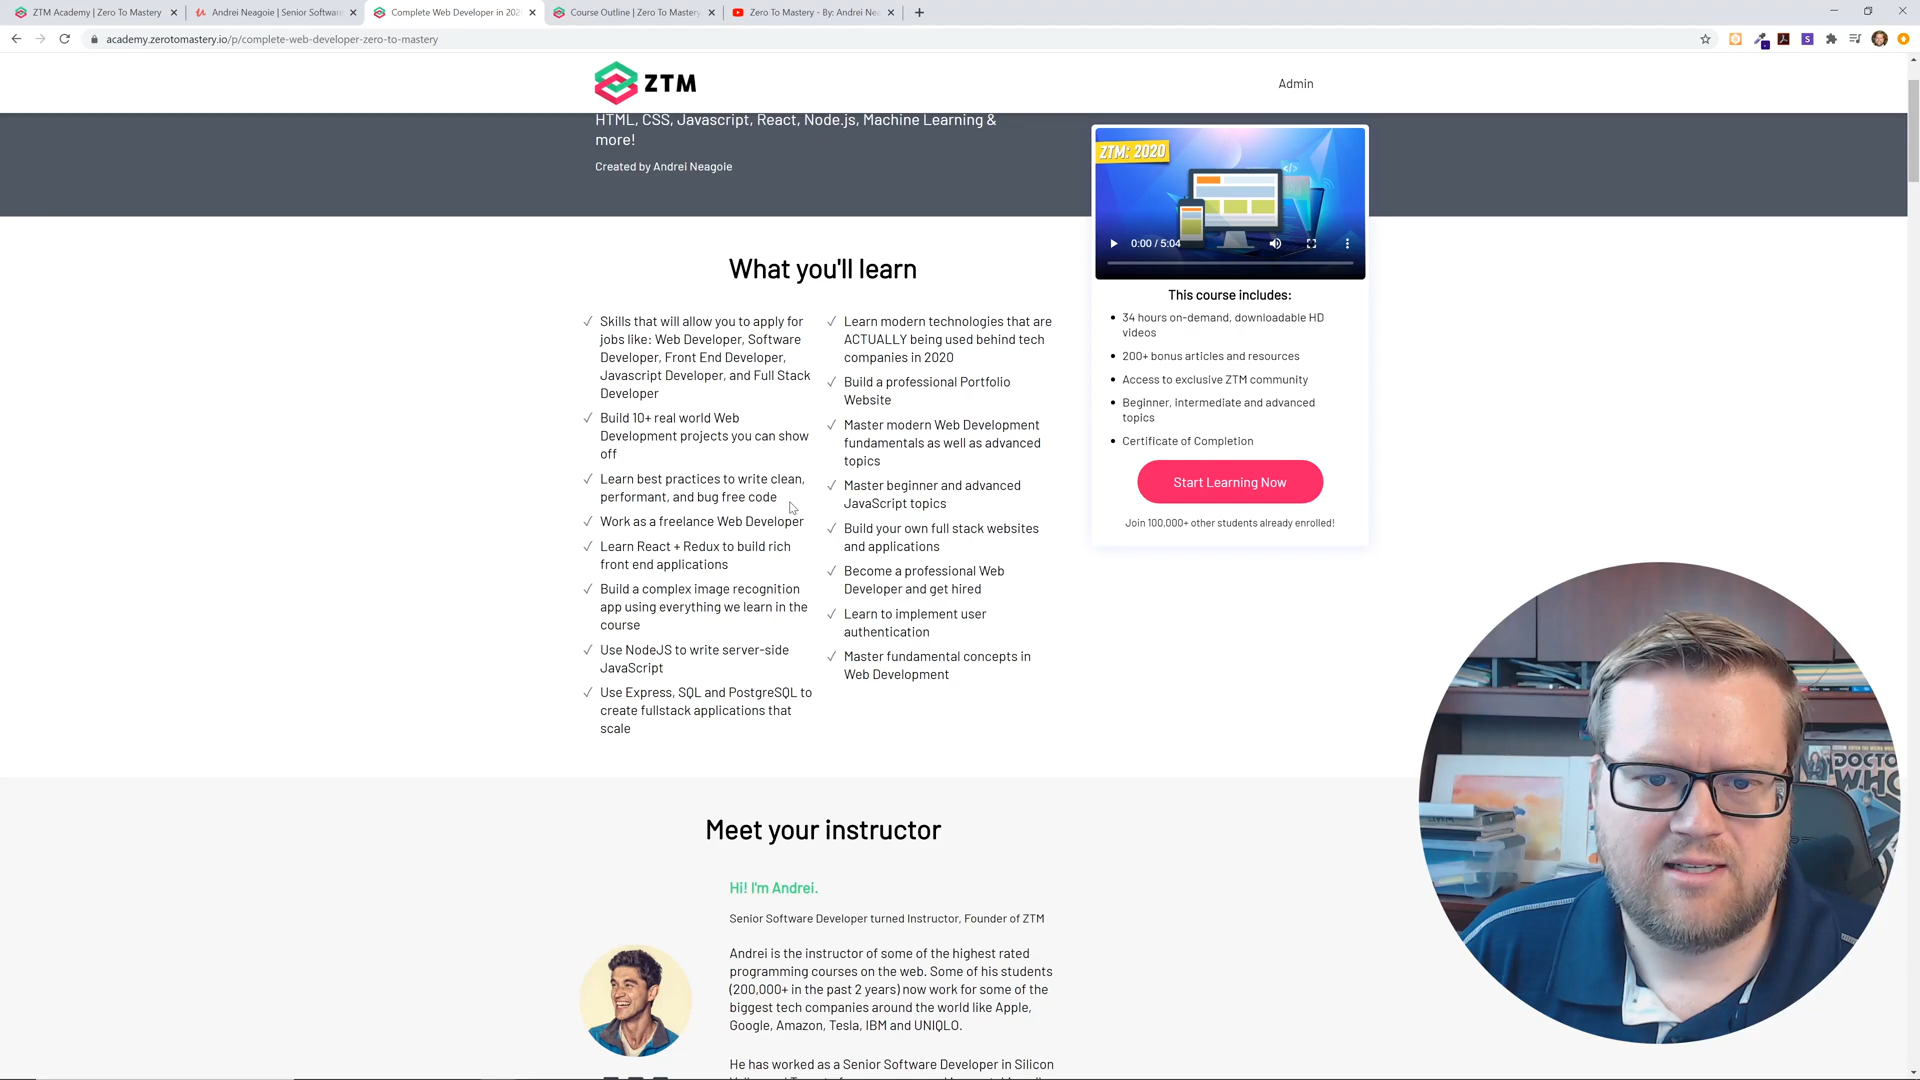 ZTM Academy | Zero To Mastery
Andrei Neagoie | Senior Software
Complete Web Developer in 202
Course Outline | Zero To Mastery
Zero To Mastery - By: Andrei Nea
academy.zerotomastery.io/p/complete-web-developer-zero-to-mastery
ZTM
Admin
HTML, CSS, Javascript, React, Node.js, Machine Learning &
more!
Created by Andrei Neagoie
ZTM: 2020
0:00 / 5:04
What you'll learn
Skills that will allow you to apply for
jobs like: Web Developer, Software
Developer, Front End Developer,
Javascript Developer, and Full Stack
Developer
Build 10+ real world Web
Development projects you can show
off
Learn best practices to write clean,
performant, and bug free code
Work as a freelance Web Developer
Learn React + Redux to build rich
front end applications
Build a complex image recognition
app using everything we learn in the
course
Use NodeJS to write server-side
JavaScript
Use Express, SQL and PostgreSQL to
create fullstack applications that
scale
Learn modern technologies that are
ACTUALLY being used behind tech
companies in 2020
Build a professional Portfolio
Website
Master modern Web Development
fundamentals as well as advanced
topics
Master beginner and advanced
JavaScript topics
Build your own full stack websites
and applications
Become a professional Web
Developer and get hired
Learn to implement user
authentication
Master fundamental concepts in
Web Development
This course includes:
34 hours on-demand, downloadable HD
videos
200+ bonus articles and resources
Access to exclusive ZTM community
Beginner, intermediate and advanced
topics
Certificate of Completion
Start Learning Now
Join 100,000+ other students already enrolled!
Meet your instructor
Hi! I'm Andrei.
Senior Software Developer turned Instructor, Founder of ZTM
Andrei is the instructor of some of the highest rated
programming courses on the web. Some of his students
(200,000+ in the past 2 years) now work for some of the
biggest tech companies around the world like Apple,
Google, Amazon, Tesla, IBM and UNIQLO.
He has worked as a Senior Software Developer in Silicon
DOCTO
WHO